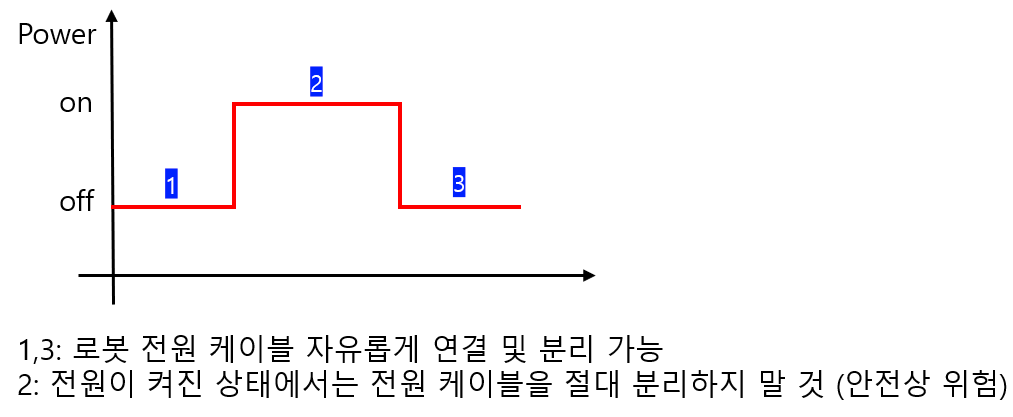 Power
2
on
1
3
off
1,3: 로봇 전원 케이블 자유롭게 연결 및 분리 가능
2: 전원이 켜진 상태에서는 전원 케이블을 절대 분리하지 말 것 (안전상 위험)